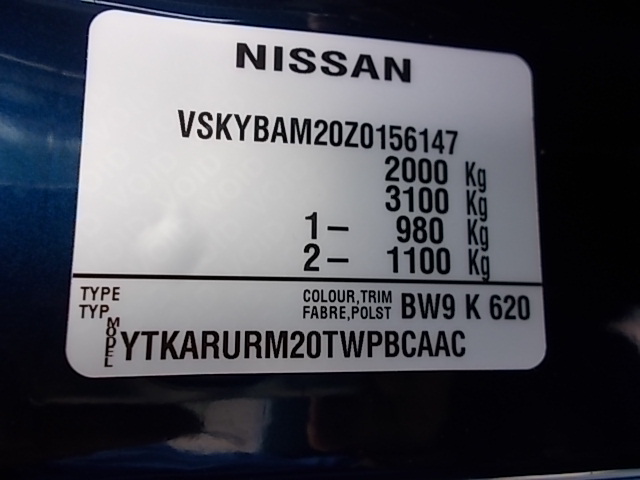 NISSAN
VSKYBAM20Z0156147
2000 Kg
3100 Kg
1- 980 Kg
2- 1100 Kg
TYPE
TYP.
COLOUR,TRIM
FABRE,POLST
BW9 K 620
MODEL
YTKARURM20TWPBCAAC